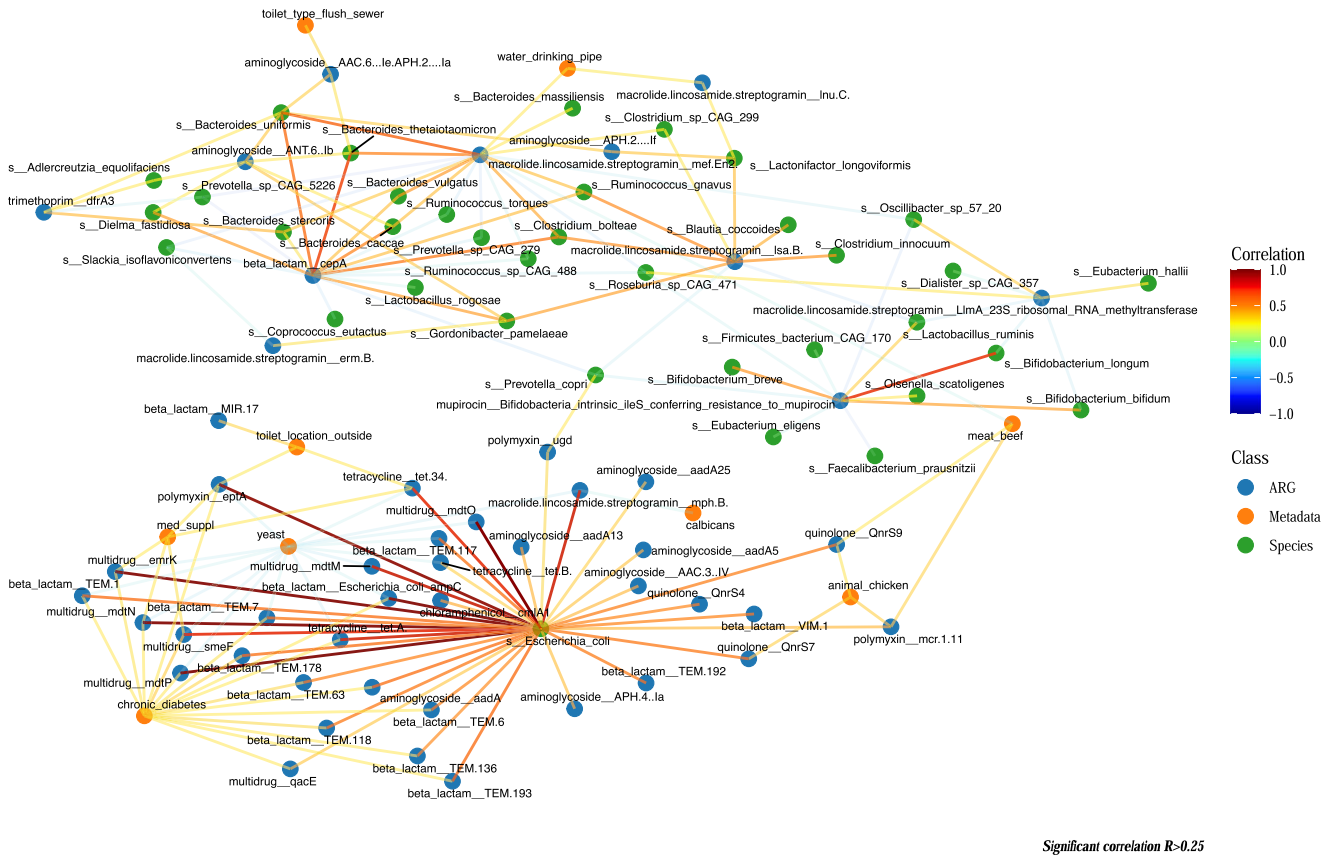 toilet_type_flush_sewer
water_drinking_pipe
aminoglycoside__AAC.6...Ie.APH.2....Ia
macrolide.lincosamide.streptogramin__lnu.C.
s__Bacteroides_massiliensis
s__Clostridium_sp_CAG_299
s__Bacteroides_uniformis
s__Bacteroides_thetaiotaomicron
aminoglycoside__APH.2....If
aminoglycoside__ANT.6..Ib
macrolide.lincosamide.streptogramin__mef.En2.
s__Lactonifator_longoviformis
s__Adlercreutzia_equolifaciens
s__Prevotella_sp_CAG_5226
s__Bacteroides_vulgatus
s__Ruminococcus_gnavus
trimethoprim__dfrA3
s__Ruminococcus_torques
s__Oscillibacter_sp_57_20
s__Dielma_fastidiosa
s__Bacteroides_stercoris
s__Clostridium_bolteae
s__Blautia_coccoides
s__Bacteroides_caccae
s__Prevotella_sp_CAG_279
macrolide.lincosamide.streptogramin__lsa.B.
s__Clostridium_innocuum
s__Slackia_isoflavoniconvertens
beta_lactam__cepA
s__Ruminococcus_sp_CAG_488
s__Roseburia_sp_CAG_471
s__Dialister_sp_CAG_357
s__Eubacterium_hallii
s__Lactobacillus_rogosae
macrolide.lincosamide.streptogramin__LlmA_23S_ribosomal_RNA_methyltransferase
s__Coprococcus_eutactus
s__Gordonibacter_pamelaeae
s__Firmicutes_bacterium_CAG_170
s__Lactobacillus_ruminis
macrolide.lincosamide.streptogramin__erm.B.
s__Bifidobacterium_longum
s__Prevotella_copri
s__Bifidobacterium_breve
s__Olsenella_scatoligenes
mupirocin__Bifidobacteria_intrinsic_ileS_conferring_resistance_to_mupirocin
s__Bifidobacterium_bifidum
beta_lactam__MIR.17
s__Eubacterium_eligens
meat_beef
toilet_location_outside
polymyxin__ugd
s__Faecalibacterium_prausnitzii
tetracycline__tet.34.
aminoglycoside__aadA25
polymyxin__eptA
macrolide.lincosamide.streptogramin__mph.B.
multidrug__mdtO
med_suppl
yeast
calbicans
aminoglycoside__aadA13
quinolone__QnrS9
multidrug__emrK
beta_lactam__TEM.117
aminoglycoside__aadA5
multidrug__mdtM
tetracycline__tet.B.
aminoglycoside__AAC.3..IV
beta_lactam__TEM.1
beta_lactam__Escherichia_coli_ampC
quinolone__QnrS4
animal_chicken
multidrug__mdtN
beta_lactam__TEM.7
chloramphenicol__cmlA1
beta_lactam__VIM.1
tetracycline__tet.A.
s__Escherichia_coli
polymyxin__mcr.1.11
multidrug__smeF
quinolone__QnrS7
beta_lactam__TEM.178
beta_lactam__TEM.192
multidrug__mdtP
beta_lactam__TEM.63
aminoglycoside__aadA
aminoglycoside__APH.4..Ia
chronic_diabetes
beta_lactam__TEM.6
beta_lactam__TEM.118
beta_lactam__TEM.136
multidrug__qacE
beta_lactam__TEM.193
Correlation
1.0
0.5
0.0
−0.5
−1.0
Class
ARG
Metadata
Species
Significant correlation R>0.25